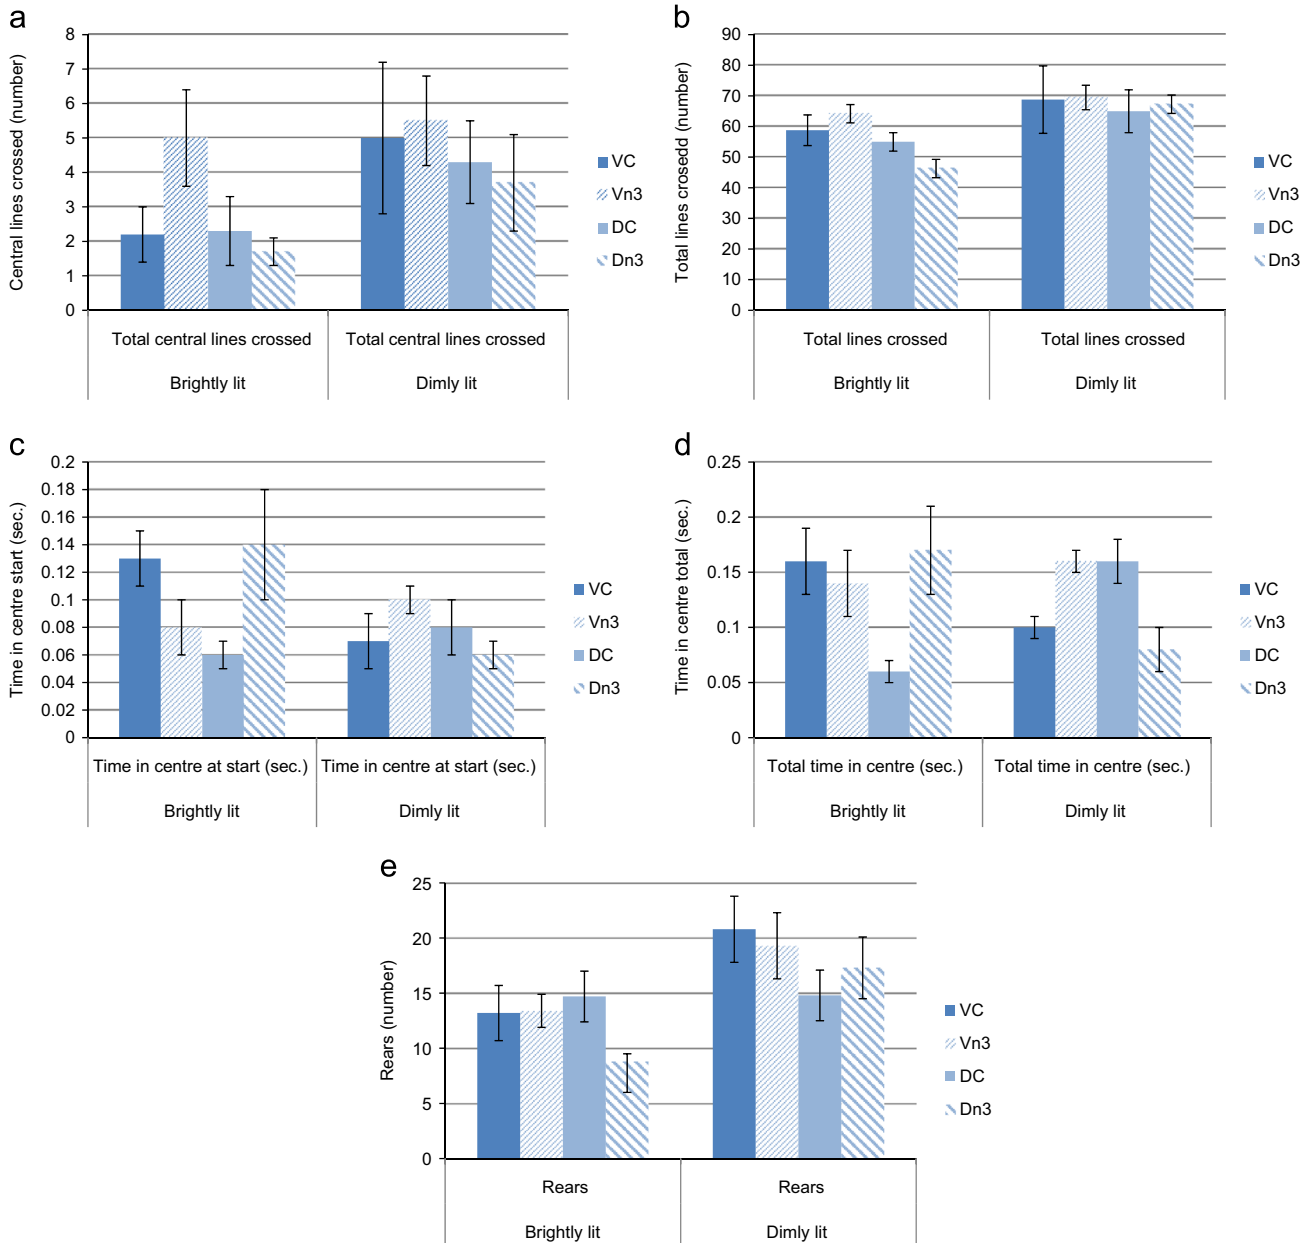 a
Central lines crossed (number)
8
7
6
5
4
3
2
1
0
Total central lines crossed
Total central lines crossed
Brightly lit
Dimly lit
VC
Vn3
DC
Dn3
b
Total lines crossedd (number)
90
80
70
60
50
40
30
20
10
0
Total lines crossed
Total lines crossed
Brightly lit
Dimly lit
VC
Vn3
DC
Dn3
c
Time in centre start (sec.)
0.2
0.18
0.16
0.14
0.12
0.1
0.08
0.06
0.04
0.02
0
Time in centre at start (sec.)
Time in centre at start (sec.)
Brightly lit
Dimly lit
VC
Vn3
DC
Dn3
d
Time in centre total (sec.)
0.25
0.2
0.15
0.1
0.05
0
Total time in centre (sec.)
Total time in centre (sec.)
Brightly lit
Dimly lit
VC
Vn3
DC
Dn3
e
Rears (number)
25
20
15
10
5
0
Rears
Rears
Brightly lit
Dimly lit
VC
Vn3
DC
Dn3